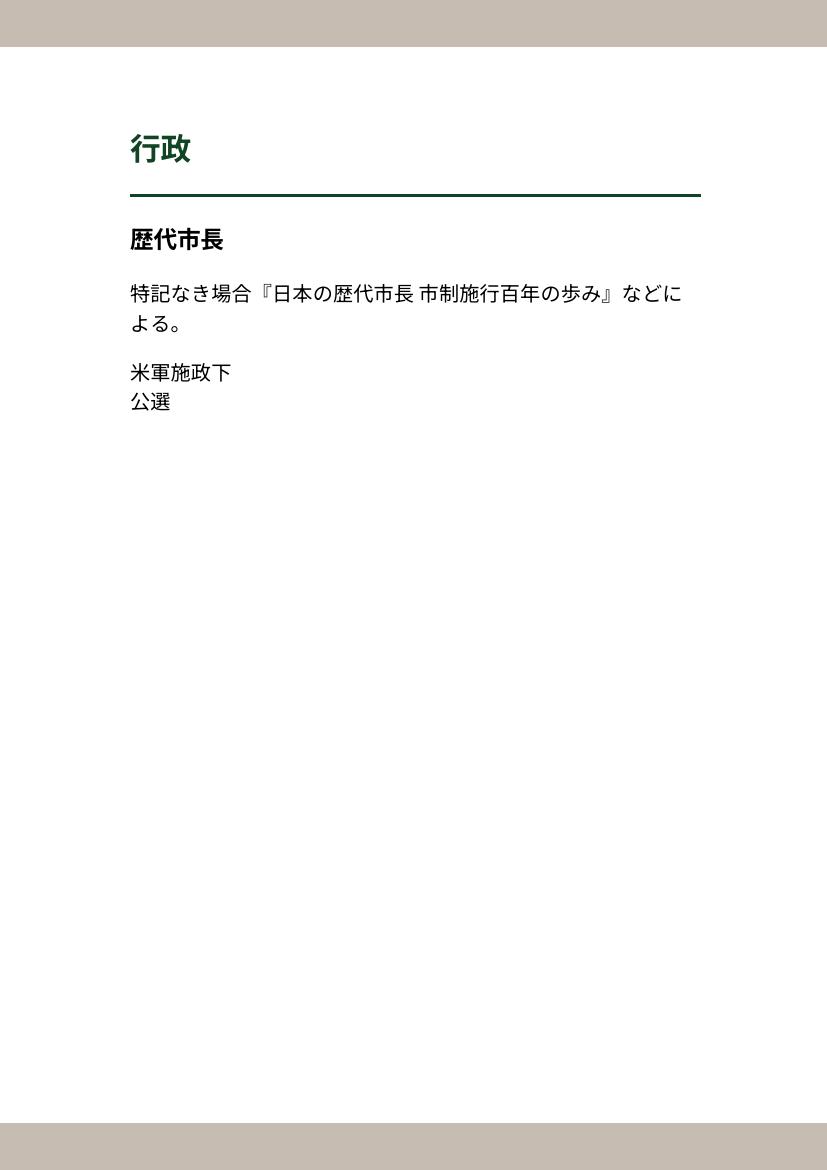 行政
歴代市長
特記なき場合『日本の歴代市長 市制施行百年の歩み』などに
よる。
米軍施政下
公選